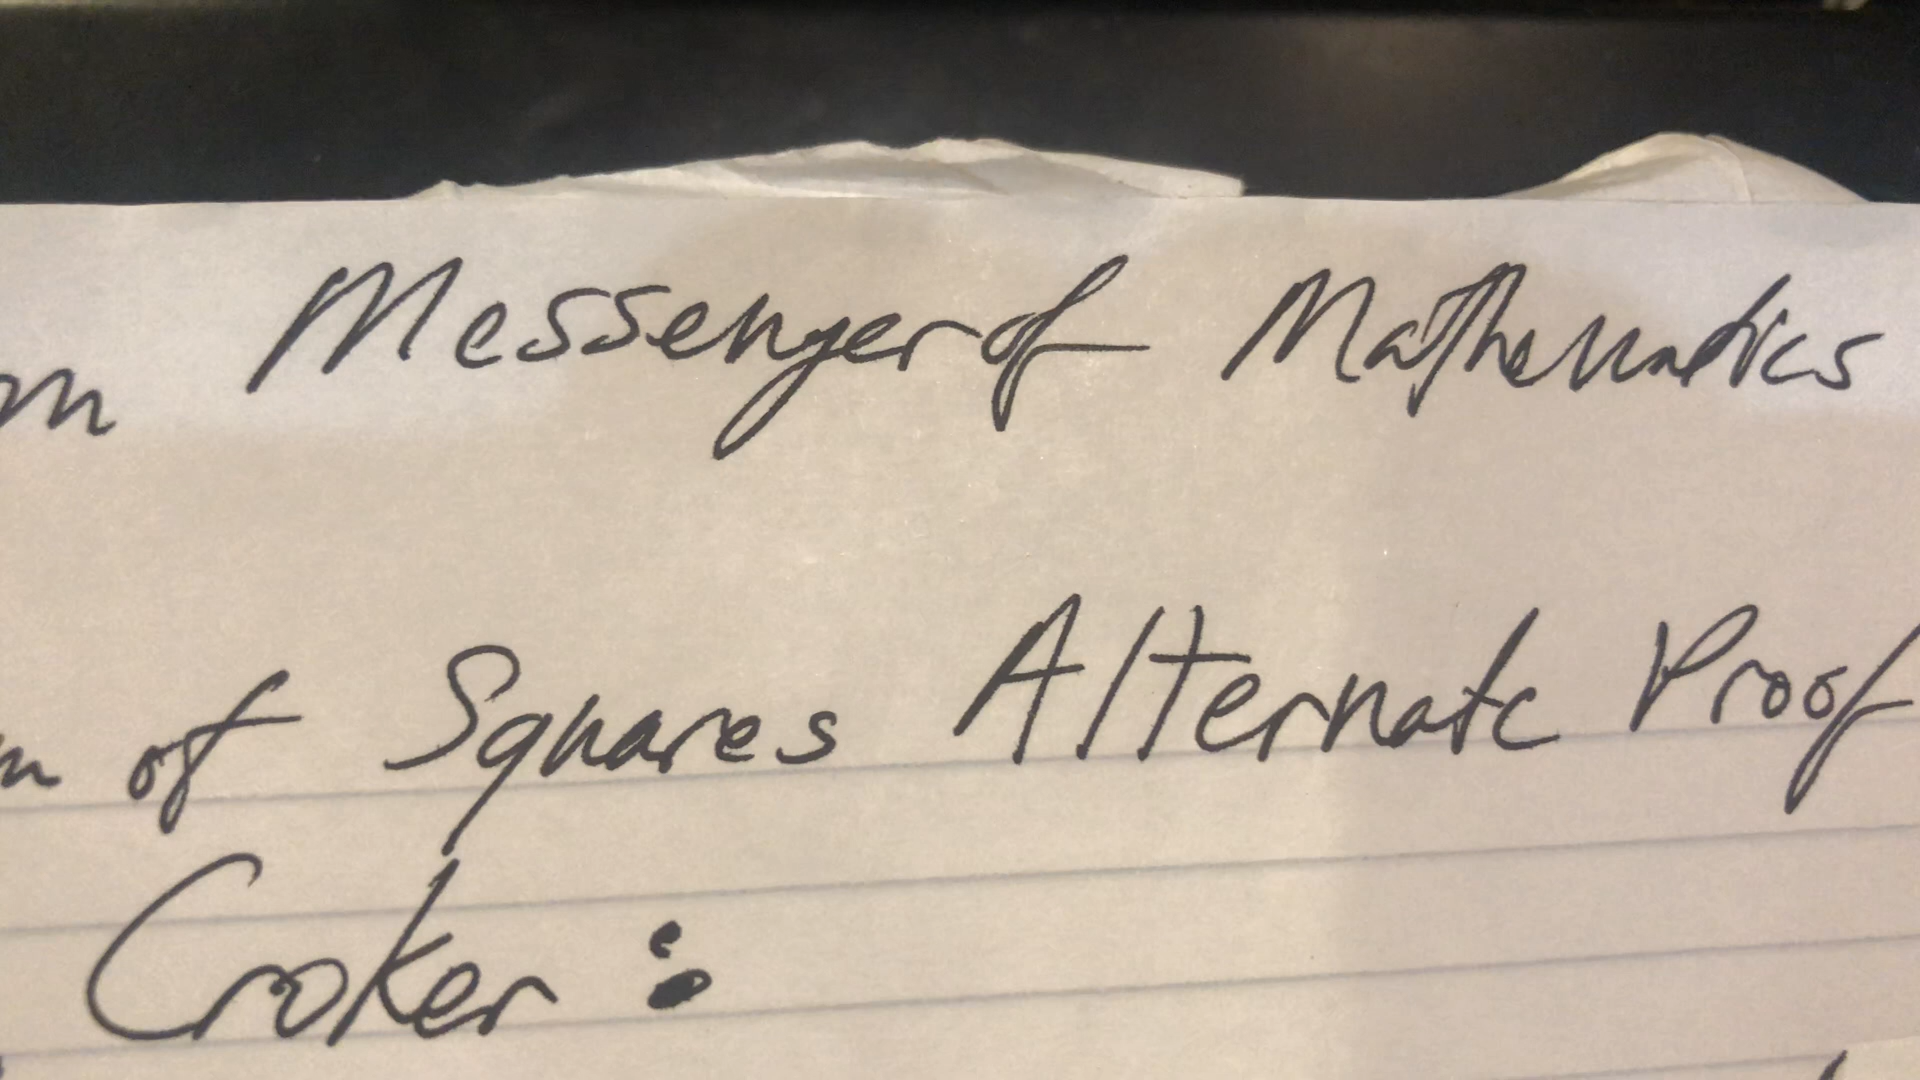 m Messenger of Mathematics
m of Squares Alternate Proof
Croker: